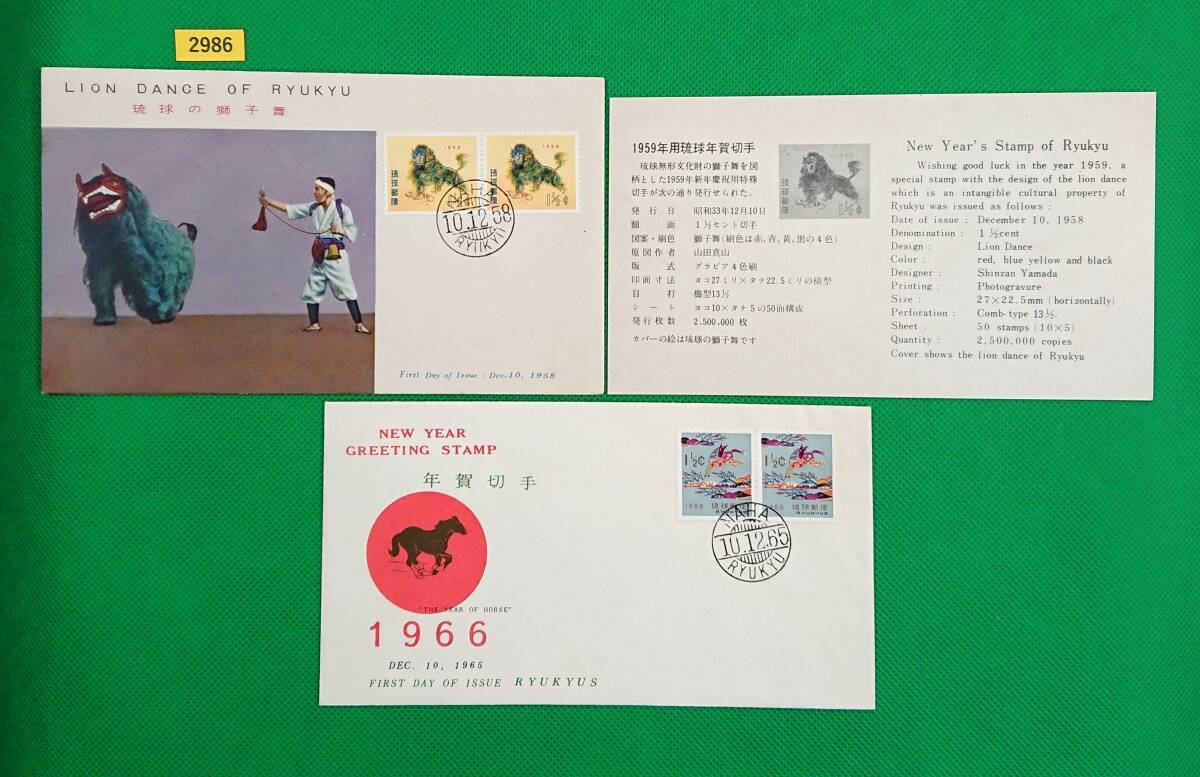 2986
LION DANCE OF RYUKYU
琉球の獅子舞
1959
1959
琉球郵便
琉球郵便
1½¢
NAHA
10.12.58
RYUKYU
First Day of Issue : Dec. 10, 1958
1959年用琉球年賀切手
琉球無形文化財の獅子舞を図
柄とした1959年新年慶祝用特殊
切手が次の通り発行せられた。
発行日 昭和33年12月10日
額面 1½セント切手
図案・刷色 獅子舞(刷色は赤,青,黄,黒の4色)
原図作者 山田真山
版式 グラビア4色刷
印面寸法 ヨコ27ミリ×タテ22.5ミリの横型
目打 櫛型13½
シート ヨコ10×タテ5の50面構成
発行枚数 2.500,000 枚
カバーの絵は琉球の獅子舞です
琉球郵便
1½¢
New Year's Stamp of Ryukyu
Wishing good luck in the year 1959, a
special stamp with the design of the lion dance
which is an intangible cultural property of
Ryukyu was issued as follows :
Date of issue : December 10, 1958
Denomination : 1 ½cent
Design : Lion Dance
Color : red, blue yellow and black
Designer : Shinzan Yamada
Printing : Photogravure
Size : 27×22.5mm (horizontally)
Perforation : Comb-type 13½.
Sheet : 50 stamps (10×5)
Quantity : 2,500,000 copies
Cover shows the lion dance of Ryukyu
NEW YEAR
GREETING STAMP
年賀切手
"THE YEAR OF HORSE"
1966
DEC. 10, 1965
FIRST DAY OF ISSUE RYUKYUS
1½¢
1½¢
1966 琉球郵便
1966 琉球郵便
RYUKYUS
NAHA
10.12.65
RYUKYU